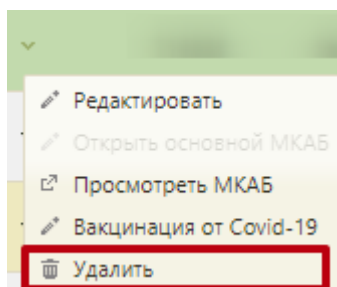 Редактировать
Открыть основной МКАБ
Просмотреть МКАБ
Вакцинация от Covid-19
Удалить